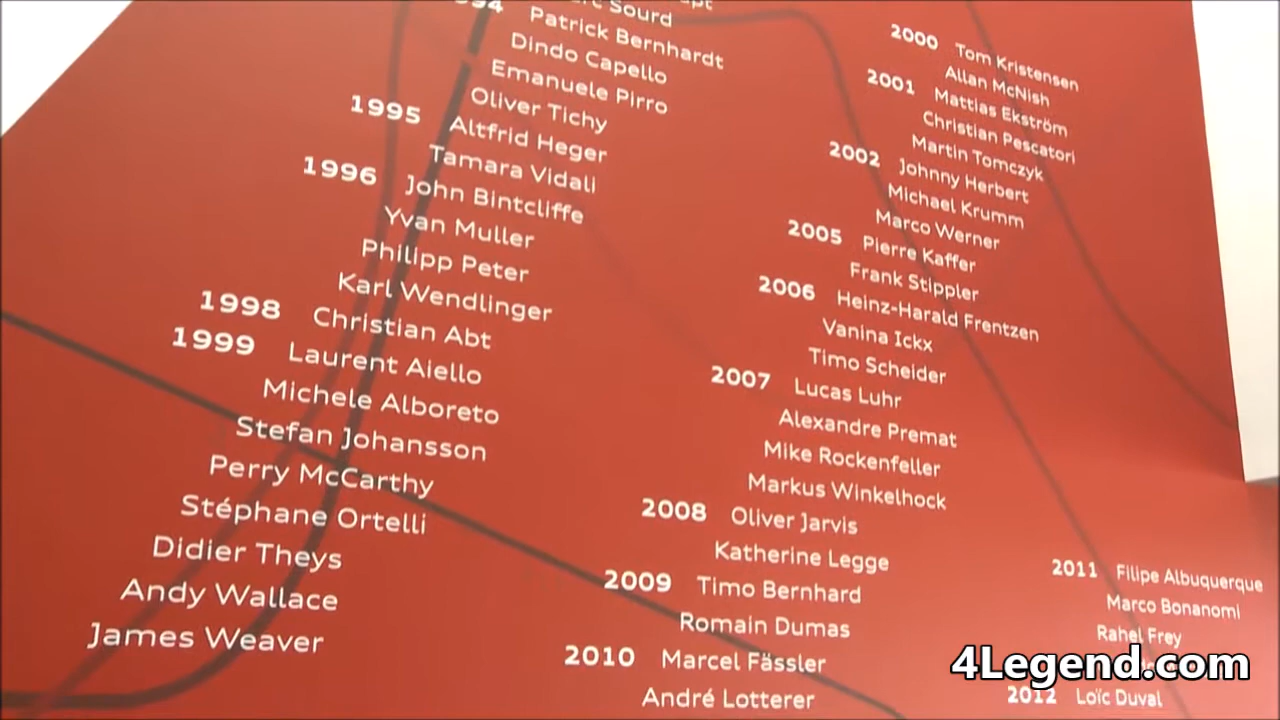 Sourd
Patrick Bernhardt
Dindo Capello
Emanuele Pirro
Oliver Tichy
1995 Altfrid Heger
Tamara Vidali
1996 John Bintcliffe
Yvan Muller
Philipp Peter
Karl Wendlinger
1998 Christian Abt
1999 Laurent Aiello
Michele Alboreto
Stefan Johansson
Perry McCarthy
Stéphane Ortelli
Didier Theys
Andy Wallace
James Weaver
2000 Tom Kristensen
Allan McNish
2001 Mattias Ekström
Christian Pescatori
Martin Tomczyk
2002 Johnny Herbert
Michael Krumm
Marco Werner
2005 Pierre Kaffer
Frank Stippler
2006 Heinz-Harald Frentzen
Vanina Ickx
Timo Scheider
2007 Lucas Luhr
Alexandre Premat
Mike Rockenfeller
Markus Winkelhock
2008 Oliver Jarvis
Katherine Legge
2009 Timo Bernhard
Romain Dumas
2010 Marcel Fässler
André Lotterer
2011 Filipe Albuquerque
Marco Bonanomi
Rahel Frey
2012 Loïc Duval
4Legend.com